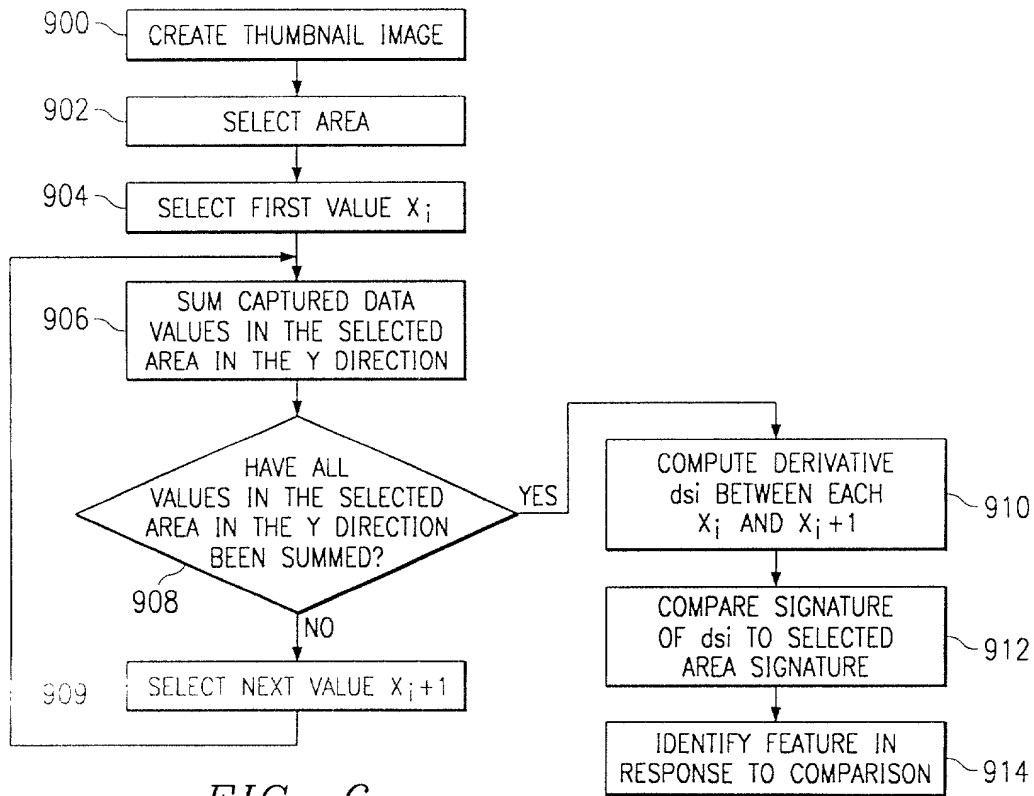 900
CREATE THUMBNAIL IMAGE
902
SELECT AREA
904
SELECT FIRST VALUE Xi
906
SUM CAPTURED DATA
VALUES IN THE SELECTED
AREA IN THE Y DIRECTION
HAVE ALL
VALUES IN THE SELECTED
AREA IN THE Y DIRECTION
BEEN SUMMED?
908
YES
NO
909
SELECT NEXT VALUE Xi+1
COMPUTE DERIVATIVE
dsi BETWEEN EACH
Xi AND Xi+1
910
COMPARE SIGNATURE
OF dsi TO SELECTED
AREA SIGNATURE
912
IDENTIFY FEATURE IN
RESPONSE TO COMPARISON
914